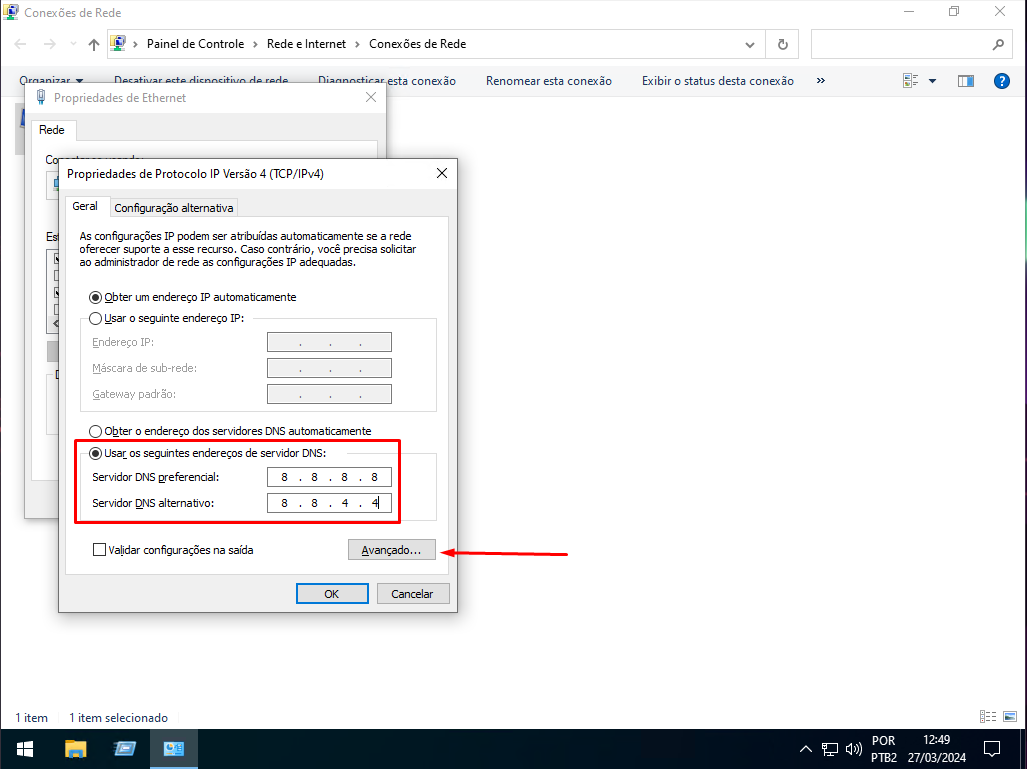 Conexões de Rede
Painel de Controle > Rede e Internet > Conexões de Rede
Organizar Desativar este dispositivo de rede Diagnosticar esta conexão Renomear esta conexão Exibir o status desta conexão »
Propriedades de Ethernet
Rede
Propriedades de Protocolo IP Versão 4 (TCP/IPv4)
Geral Configuração alternativa
As configurações IP podem ser atribuídas automaticamente se a rede
oferecer suporte a esse recurso. Caso contrário, você precisa solicitar
ao administrador de rede as configurações IP adequadas.
Obter um endereço IP automaticamente
Usar o seguinte endereço IP:
Endereço IP: . . .
Máscara de sub-rede: . . .
Gateway padrão: . . .
Obter o endereço dos servidores DNS automaticamente
Usar os seguintes endereços de servidor DNS:
Servidor DNS preferencial: 8 . 8 . 8 . 8
Servidor DNS alternativo: 8 . 8 . 4 . 4
Validar configurações na saída Avançado...
OK Cancelar
1 item 1 item selecionado
POR 12:49
PTB2 27/03/2024